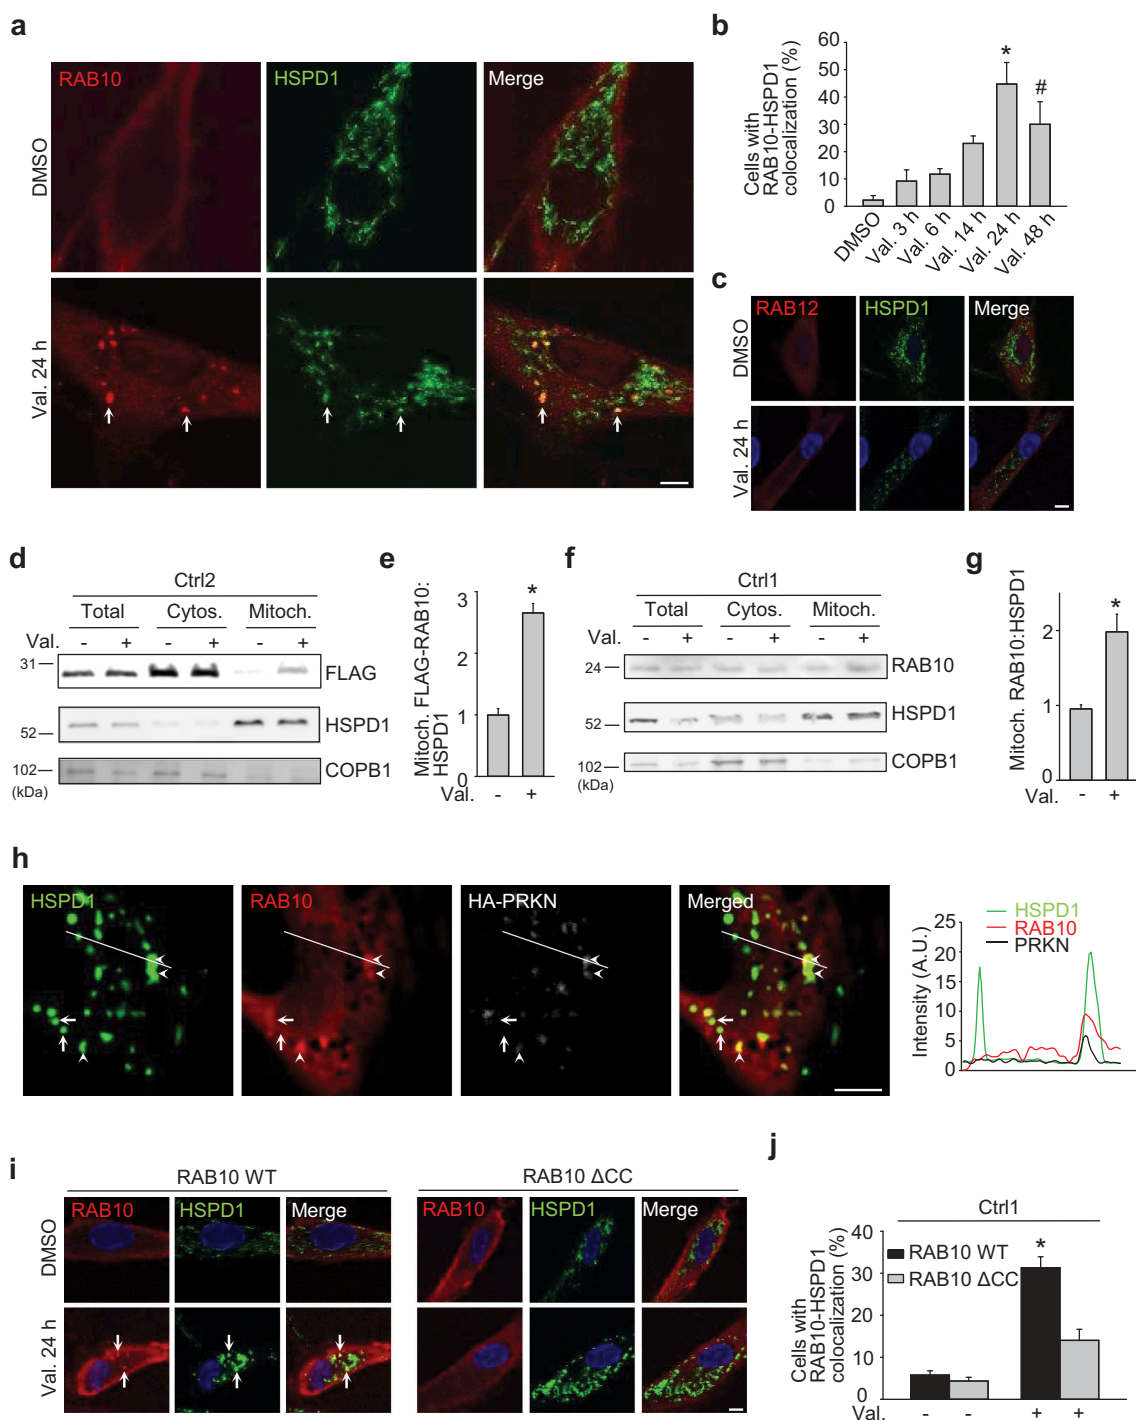 a
RAB10
HSPD1
Merge
DMSO
Val. 24 h
b
Cells with
RAB10-HSPD1
colocalization (%)
60
50
40
30
20
10
0
*
#
DMSO
Val. 3 h
Val. 6 h
Val. 14 h
Val. 24 h
Val. 48 h
c
RAB12
HSPD1
Merge
DMSO
Val. 24 h
d
Ctrl2
Total Cytos. Mitoch.
Val. - + - + - +
31
FLAG
HSPD1
52
102
COPB1
(kDa)
e
Mitoch. FLAG-RAB10:
HSPD1
3
2
1
0
*
Val. - +
f
Ctrl1
Total Cytos. Mitoch.
Val. - + - + - +
24
RAB10
52
HSPD1
102
COPB1
(kDa)
g
Mitoch. RAB10:HSPD1
2
1
0
*
Val. - +
h
HSPD1
RAB10
HA-PRKN
Merged
Intensity (A.U.)
25
20
15
10
5
0
HSPD1
RAB10
PRKN
i
RAB10 WT
RAB10 HSPD1 Merge
RAB10 ΔCC
RAB10 HSPD1 Merge
DMSO
Val. 24 h
j
Ctrl1
Cells with
RAB10-HSPD1
colocalization (%)
40
30
20
10
0
RAB10 WT
RAB10 ΔCC
*
Val. - - + +